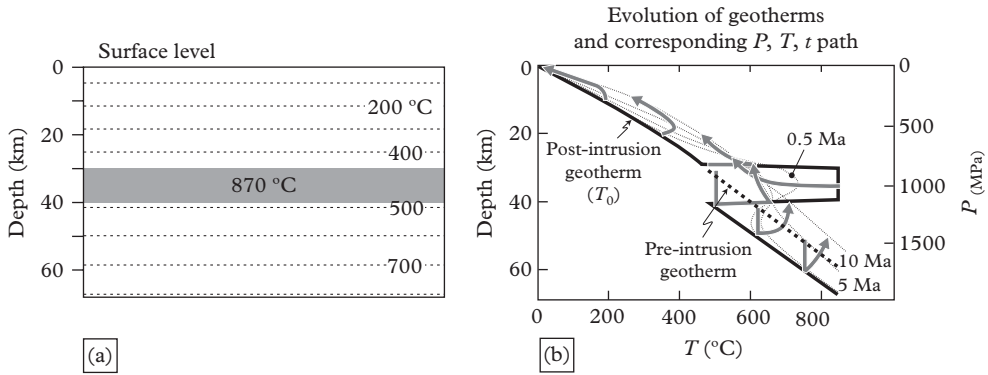 Surface level
0
20
40
60
Depth (km)
200 °C
400
870 °C
500
700
(a)
Evolution of geotherms
and corresponding P, T, t path
0
20
40
60
Depth (km)
0
500
1000
1500
P (MPa)
0.5 Ma
Post-intrusion
geotherm
(T0)
Pre-intrusion
geotherm
10 Ma
5 Ma
0 200 400 600 800
T (°C)
(b)